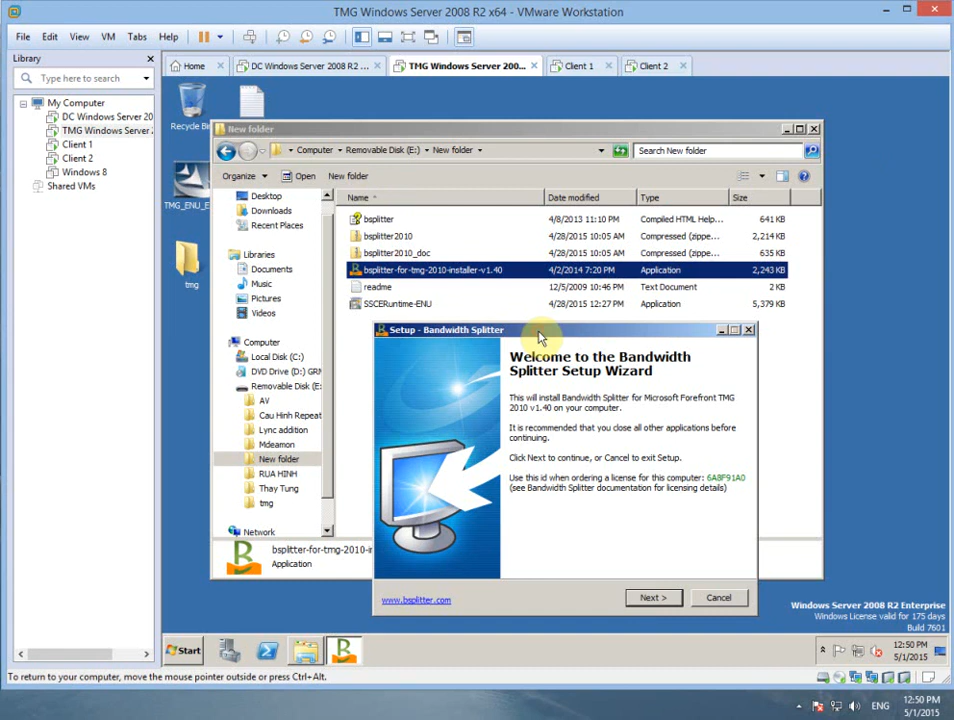 TMG Windows Server 2008 R2 x64 - VMware Workstation
File Edit View VM Tabs Help
Library
Type here to search
My Computer
DC Windows Server 20
TMG Windows Server 2
Client 1
Client 2
Windows 8
Shared VMs
Home
DC Windows Server 2008 R2 ...
TMG Windows Server 200...
Client 1
Client 2
Recycle Bin
TMG_ENU_E
tmg
New folder
Computer Removable Disk (E:) New folder
Search New folder
Organize Open New folder
Desktop
Downloads
Recent Places
Libraries
Documents
Music
Pictures
Videos
Computer
Local Disk (C:)
DVD Drive (D:) GRM
Removable Disk (E:
AV
Cau Hinh Repeat
Lync addition
Mdeamon
New folder
RUA HINH
Thay Tung
tmg
Network
Name Date modified Type Size
bsplitter 4/8/2013 11:10 PM Compiled HTML Help... 641 KB
bsplitter2010 4/28/2015 10:05 AM Compressed (zippe... 2,214 KB
bsplitter2010_doc 4/28/2015 10:05 AM Compressed (zippe... 635 KB
bsplitter-for-tmg-2010-installer-v1.40 4/2/2014 7:20 PM Application 2,243 KB
readme 12/5/2009 10:46 PM Text Document 2 KB
SSCERuntime-ENU 4/28/2015 12:27 PM Application 5,379 KB
bsplitter-for-tmg-2010-i
Application
Setup - Bandwidth Splitter
Welcome to the Bandwidth
Splitter Setup Wizard
This will install Bandwidth Splitter for Microsoft Forefront TMG
2010 v1.40 on your computer.
It is recommended that you close all other applications before
continuing.
Click Next to continue, or Cancel to exit Setup.
Use this id when ordering a license for this computer: 6A8F91A0
(see Bandwidth Splitter documentation for licensing details)
www.bsplitter.com
Next >
Cancel
Windows Server 2008 R2 Enterprise
Windows License valid for 175 days
Build 7601
Start
12:50 PM
5/1/2015
To return to your computer, move the mouse pointer outside or press Ctrl+Alt.
ENG
12:50 PM
5/1/2015